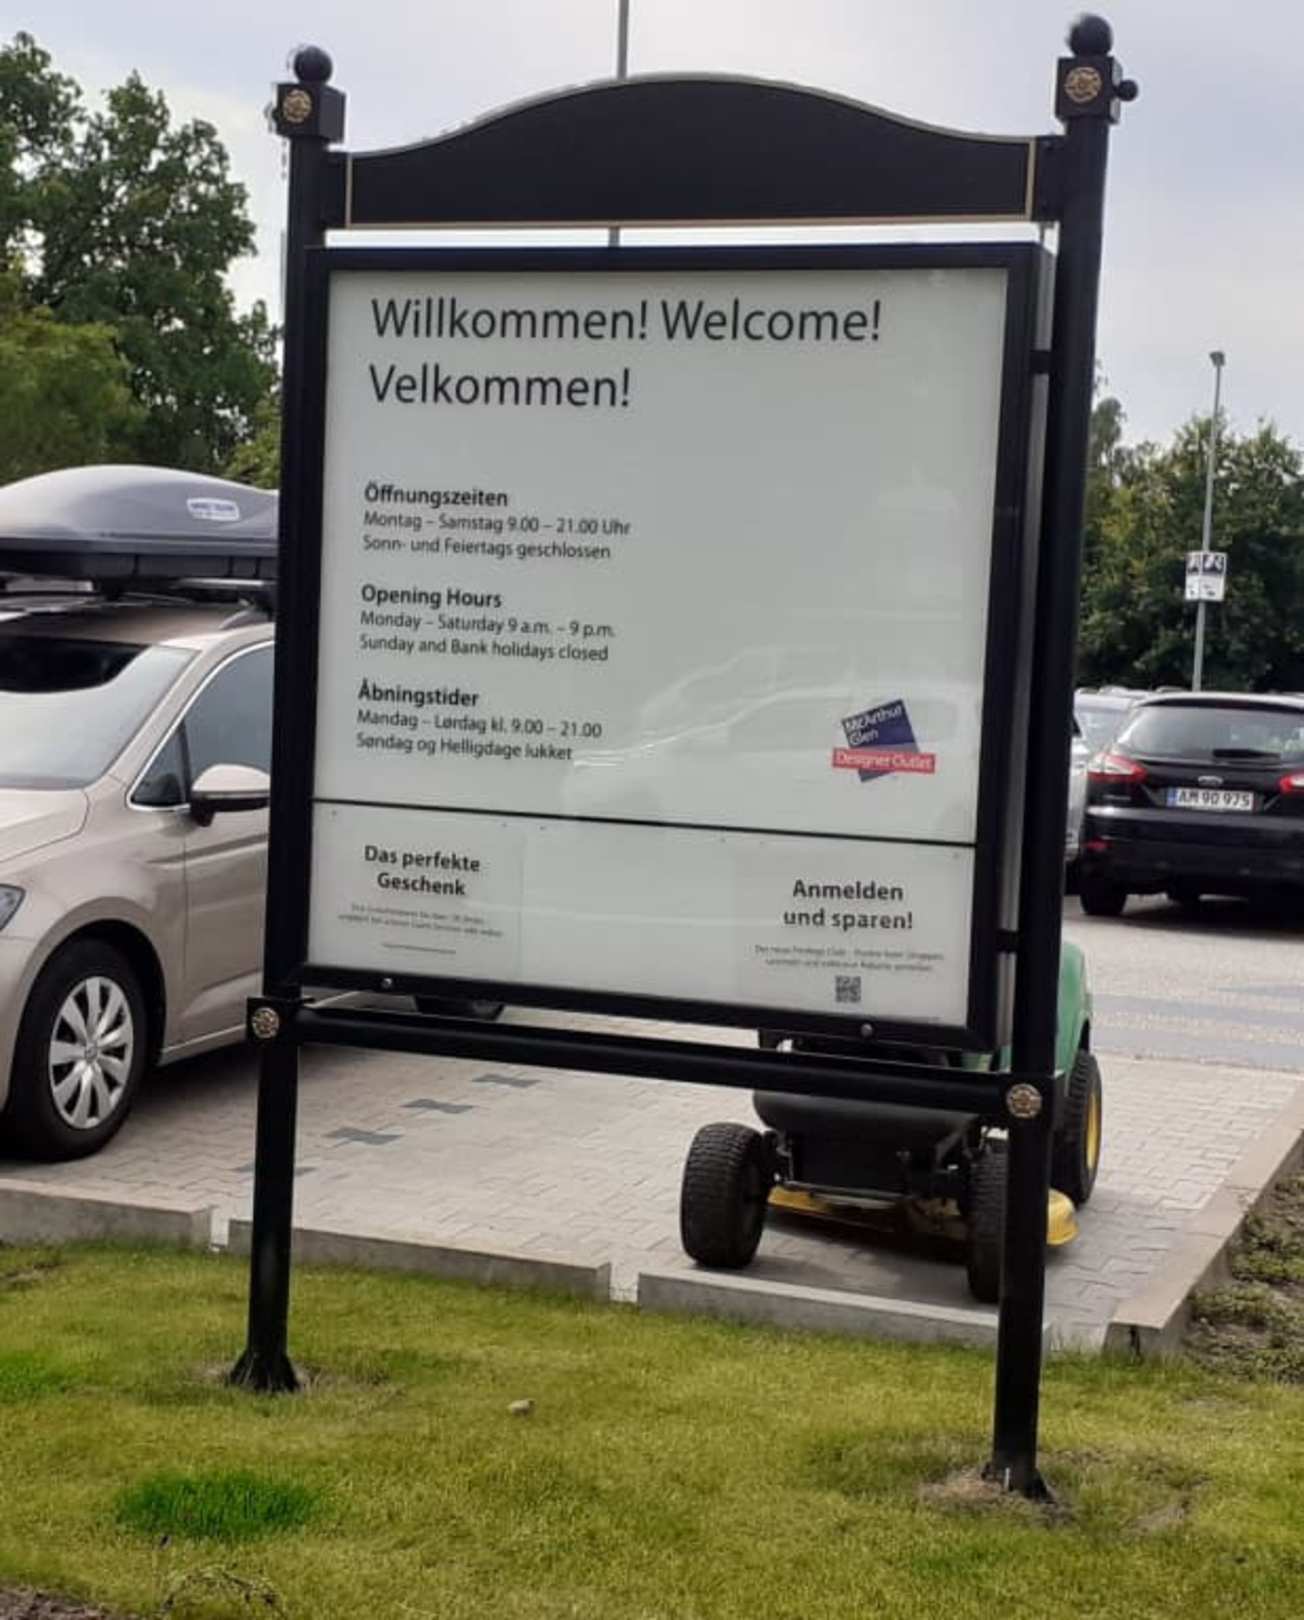 Willkommen! Welcome!
Velkommen!
Öffnungszeiten
Montag – Samstag 9.00 – 21.00 Uhr
Sonn- und Feiertags geschlossen
Opening Hours
Monday – Saturday 9 a.m. – 9 p.m.
Sunday and Bank holidays closed
Åbningstider
Mandag – Lørdag kl. 9.00 – 21.00
Søndag og Helligdage lukket
McArthur
Glen
Designer Outlet
Das perfekte
Geschenk
Anmelden
und sparen!
AM 90 975